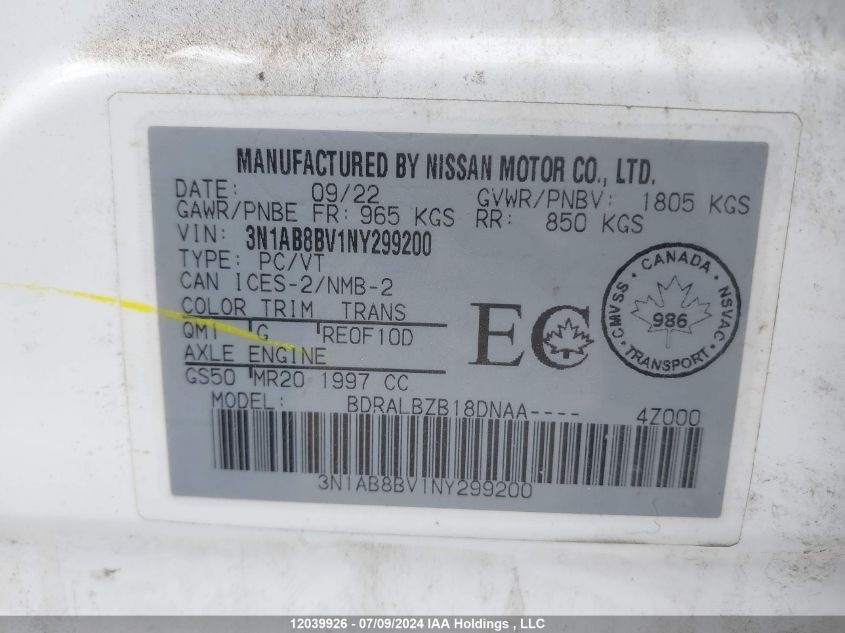 MANUFACTURED BY NISSAN MOTOR CO., LTD.
DATE: 09/22 GVWR/PNBV: 1805 KGS
GAWR/PNBE FR: 965 KGS RR: 850 KGS
VIN: 3N1AB8BV1NY299200
TYPE: PC/VT
CAN ICES-2/NMB-2
COLOR TRIM TRANS
QM1 G RE0F10D
AXLE ENGINE
GS50 MR20 1997 CC
EC
CANADA
CMVSS 986 NSVAC
TRANSPORT
MODEL: BDRALBZB18DNAA---- 4Z000
3N1AB8BV1NY299200
12039926 - 07/09/2024 IAA Holdings , LLC